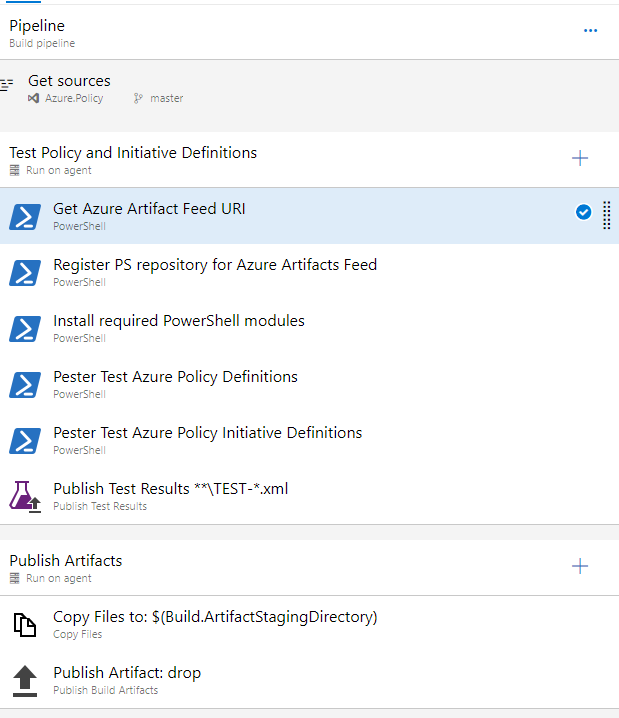 Pipeline
Build pipeline
Get sources
Azure.Policy master
Test Policy and Initiative Definitions
Run on agent
Get Azure Artifact Feed URI
PowerShell
Register PS repository for Azure Artifacts Feed
PowerShell
Install required PowerShell modules
PowerShell
Pester Test Azure Policy Definitions
PowerShell
Pester Test Azure Policy Initiative Definitions
PowerShell
Publish Test Results **\TEST-*.xml
Publish Test Results
Publish Artifacts
Run on agent
Copy Files to: $(Build.ArtifactStagingDirectory)
Copy Files
Publish Artifact: drop
Publish Build Artifacts